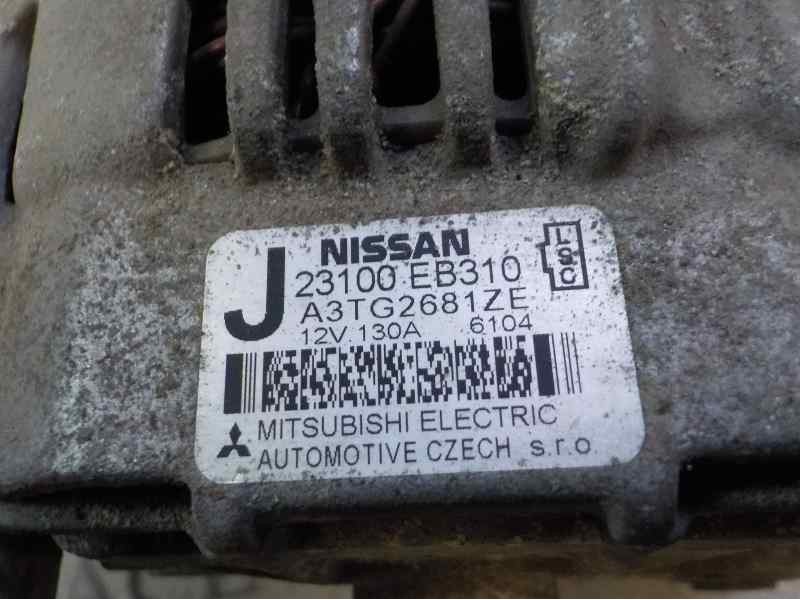 J
NISSAN
23100 EB310
A3TG2681ZE
12V 130A 6104
L
S
C
MITSUBISHI ELECTRIC
AUTOMOTIVE CZECH s.r.o